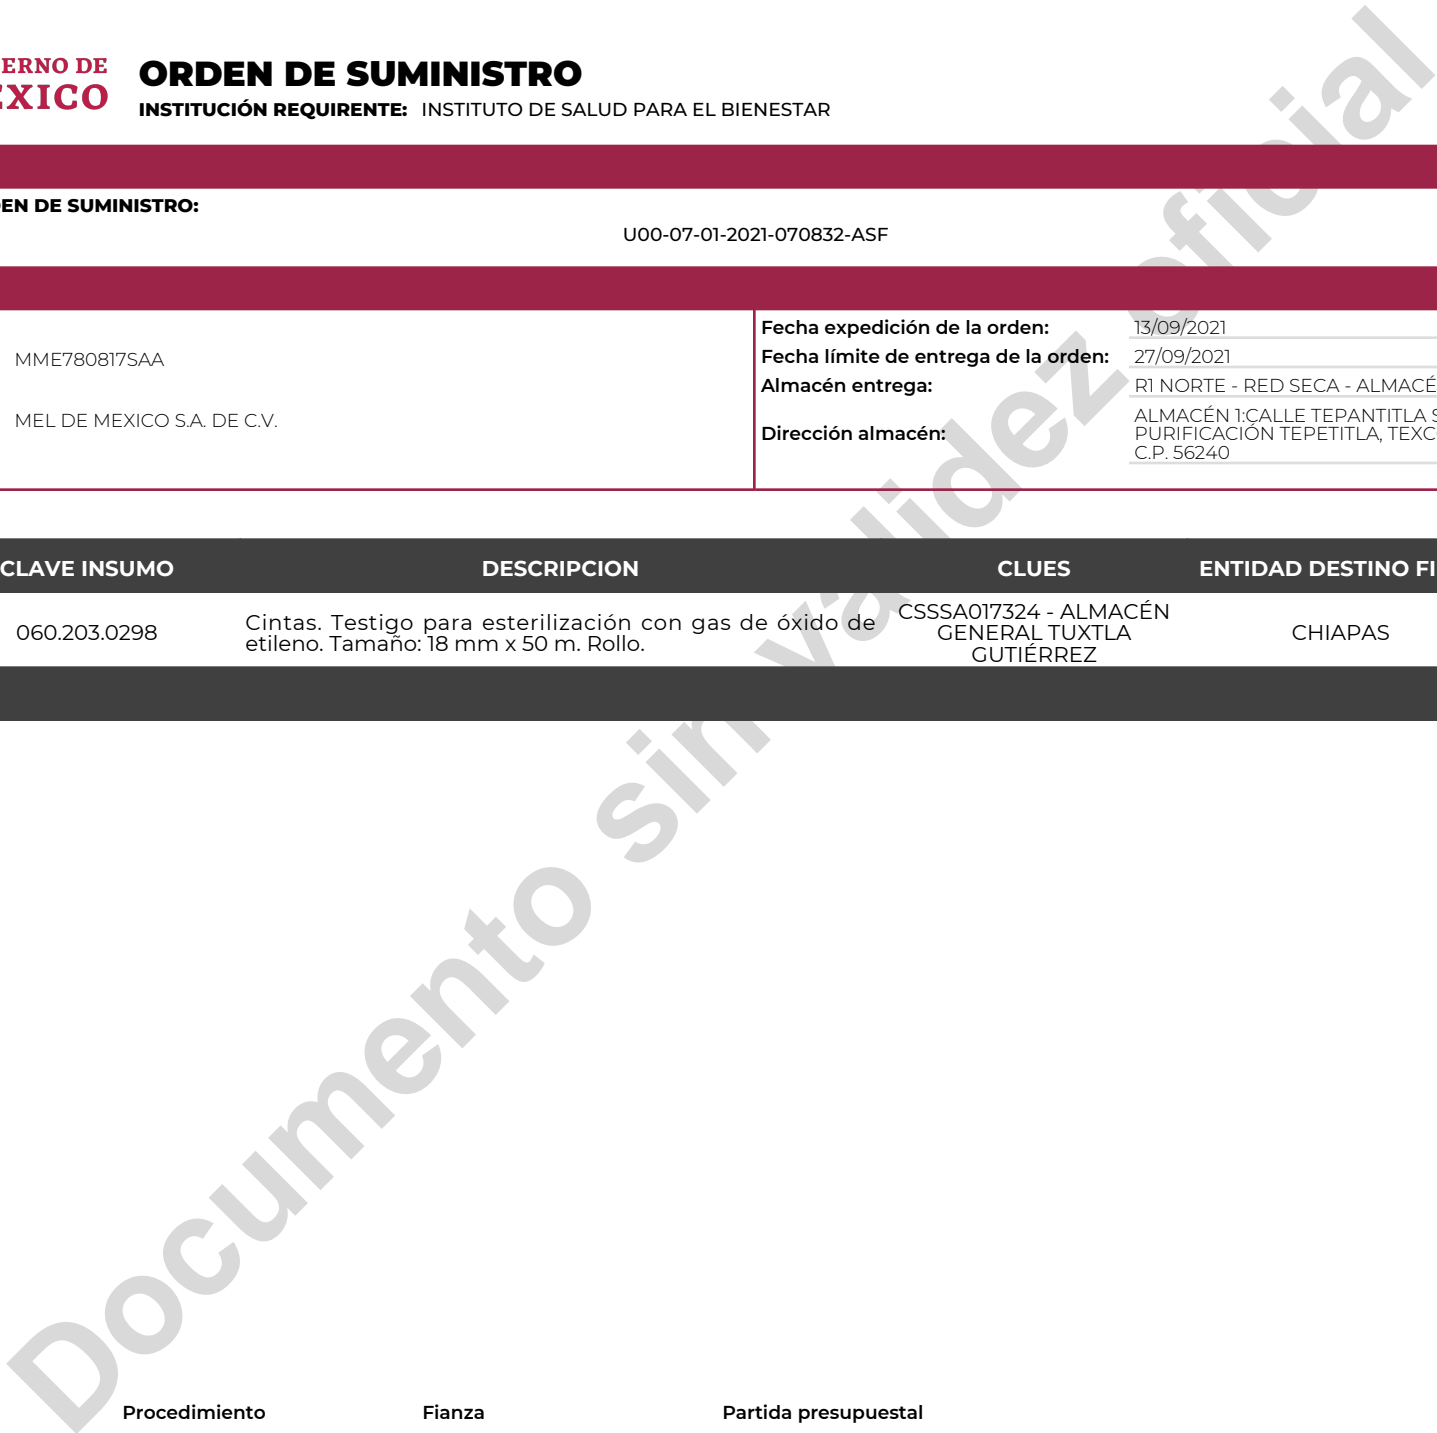 ERNO DE
EXICO
ORDEN DE SUMINISTRO
INSTITUCIÓN REQUIRENTE: INSTITUTO DE SALUD PARA EL BIENESTAR
EN DE SUMINISTRO:
U00-07-01-2021-070832-ASF
MME780817SAA
MEL DE MEXICO S.A. DE C.V.
Fecha expedición de la orden: 13/09/2021
Fecha límite de entrega de la orden: 27/09/2021
Almacén entrega: R1 NORTE - RED SECA - ALMACÉ
Dirección almacén: ALMACÉN 1:CALLE TEPANTITLA S
PURIFICACIÓN TEPETITLA, TEXC
C.P. 56240
CLAVE INSUMO DESCRIPCION CLUES ENTIDAD DESTINO FI
060.203.0298
Cintas. Testigo para esterilización con gas de óxido de
etileno. Tamaño: 18 mm x 50 m. Rollo.
CSSSA017324 - ALMACÉN
GENERAL TUXTLA
GUTIÉRREZ
CHIAPAS
Documento sin validez oficial
Procedimiento Fianza Partida presupuestal